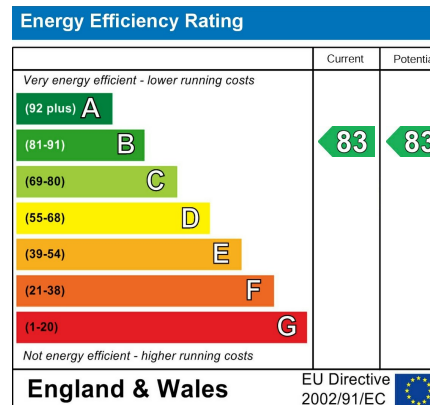 Energy Efficiency Rating
Current Potentia
Very energy efficient - lower running costs
(92 plus) A
(81-91) B 83 83
(69-80) C
(55-68) D
(39-54) E
(21-38) F
(1-20) G
Not energy efficient - higher running costs
England & Wales
EU Directive
2002/91/EC